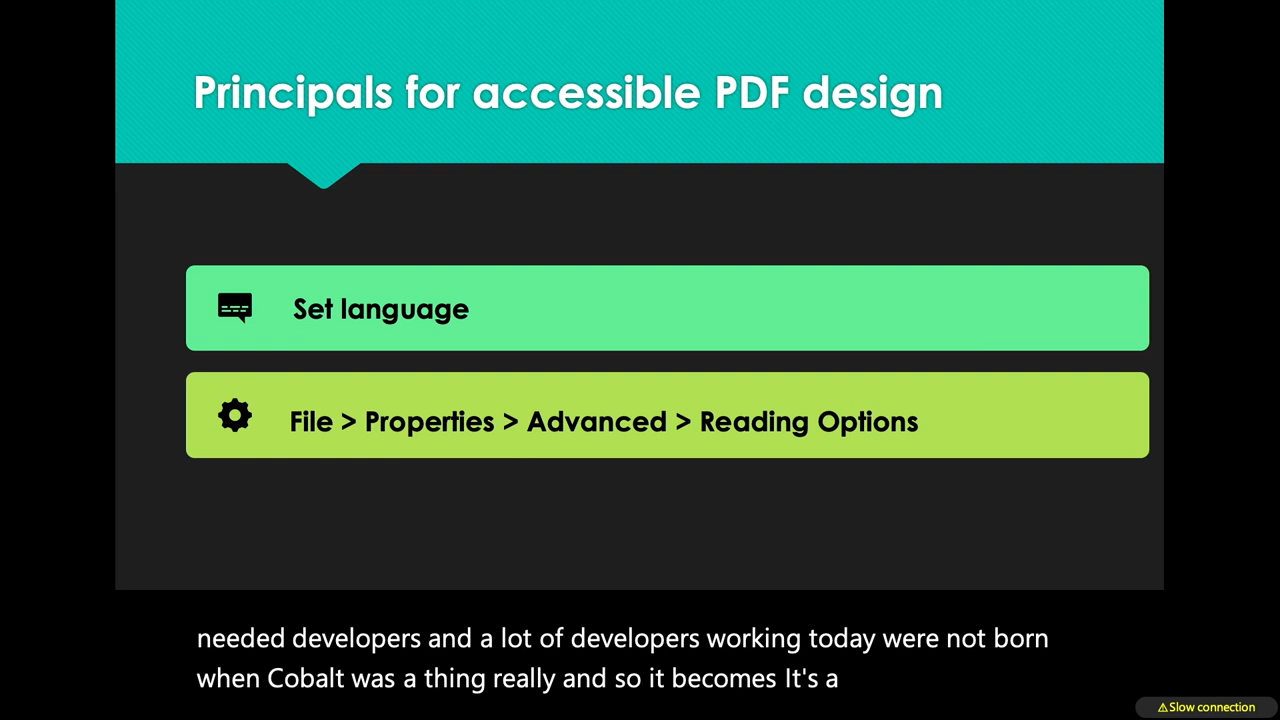 Principals for accessible PDF design
Set language
File > Properties > Advanced > Reading Options
needed developers and a lot of developers working today were not born
when Cobalt was a thing really and so it becomes It's a
⚠Slow connection